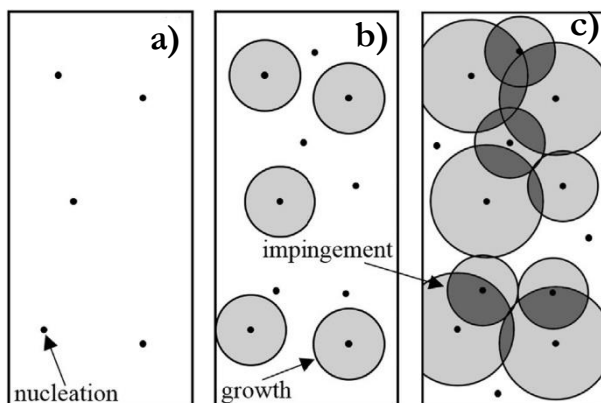 a)
b)
c)
impingement
nucleation
growth